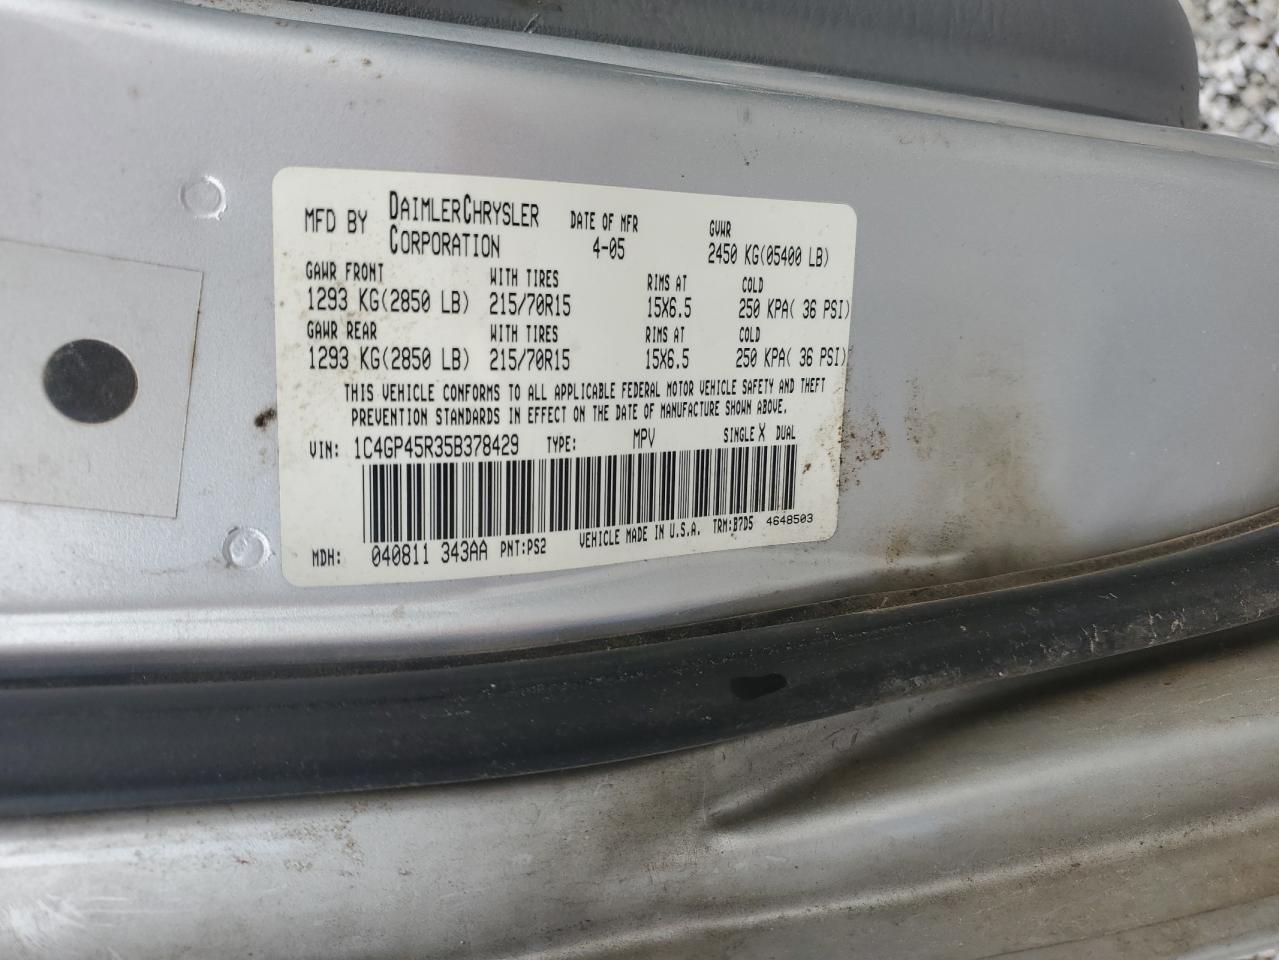 MFD BY DAIMLERCHRYSLER CORPORATION DATE OF MFR 4-05 GVWR 2450 KG(05400 LB)
GAWR FRONT WITH TIRES RIMS AT COLD
1293 KG(2850 LB) 215/70R15 15X6.5 250 KPA( 36 PSI)
GAWR REAR WITH TIRES RIMS AT COLD
1293 KG(2850 LB) 215/70R15 15X6.5 250 KPA( 36 PSI)
THIS VEHICLE CONFORMS TO ALL APPLICABLE FEDERAL MOTOR VEHICLE SAFETY AND THEFT
PREVENTION STANDARDS IN EFFECT ON THE DATE OF MANUFACTURE SHOWN ABOVE.
VIN: 1C4GP45R35B378429 TYPE: MPV SINGLE X DUAL
MDH: 040811 343AA PNT:PS2 VEHICLE MADE IN U.S.A. TRM:B7D5 4648503